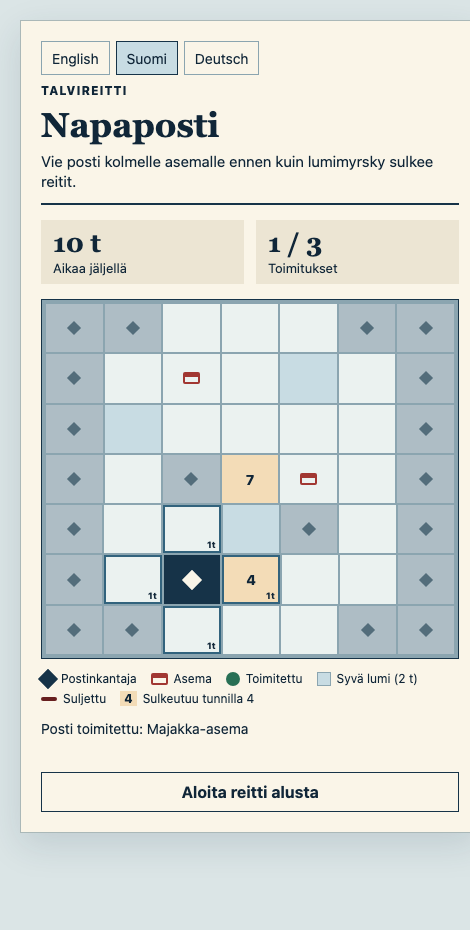 English Suomi Deutsch
TALVIREITTI
Napaposti
Vie posti kolmelle asemalle ennen kuin lumimyrsky sulkee
reitit.
10 t 1 / 3
Aikaa jäljellä Toimitukset
7
1t
1t 4 1t
1t
Postinkantaja Asema Toimitettu Syvä lumi (2 t)
Suljettu 4 Sulkeutuu tunnilla 4
Posti toimitettu: Majakka-asema
Aloita reitti alusta